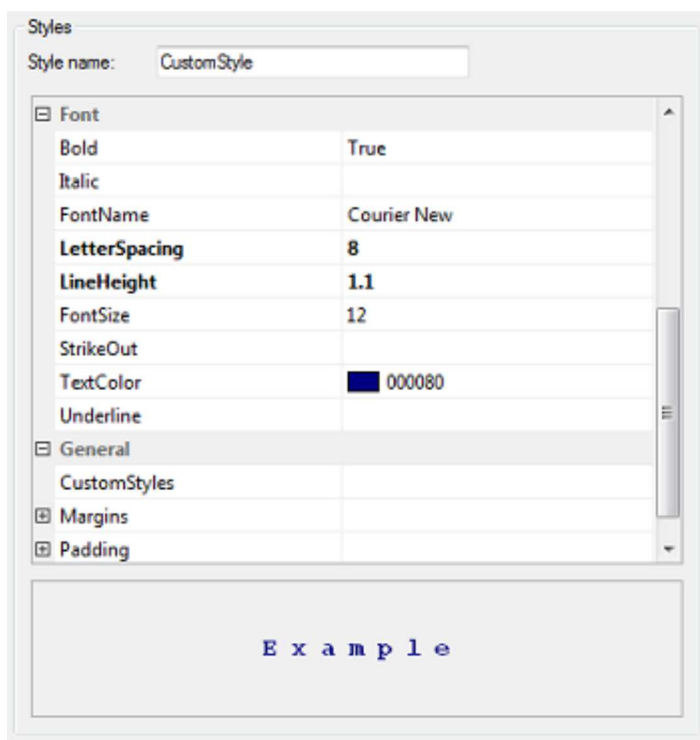 Styles
Style name: CustomStyle
Font
Bold True
Italic
FontName Courier New
LetterSpacing 8
LineHeight 1.1
FontSize 12
StrikeOut
TextColor 000080
Underline
General
CustomStyles
Margins
Padding
Example